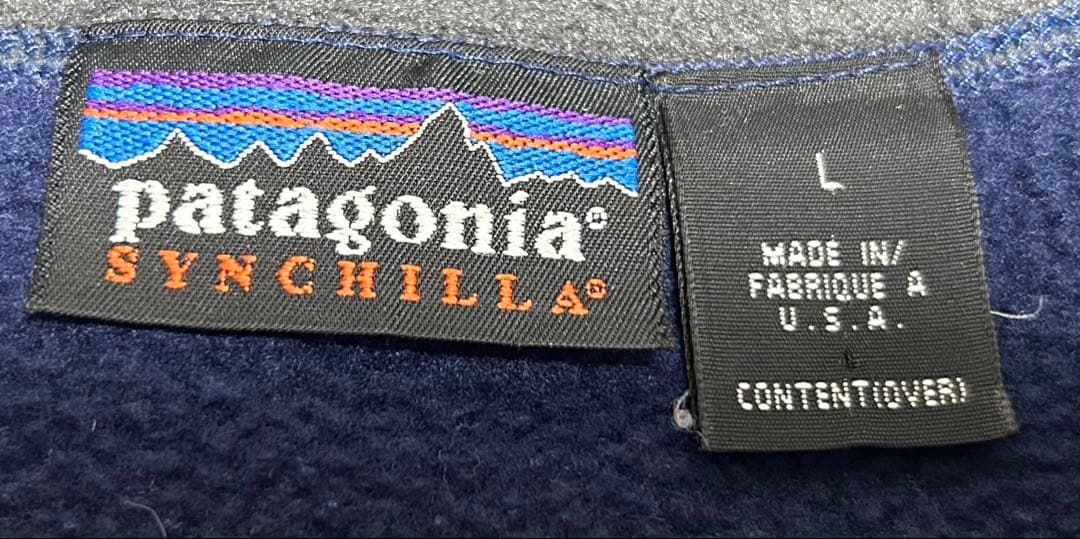 patagonia®
SYNCHILLA®
L
MADE IN/
FABRIQUE A
U.S.A.
CONTENT(OVER)